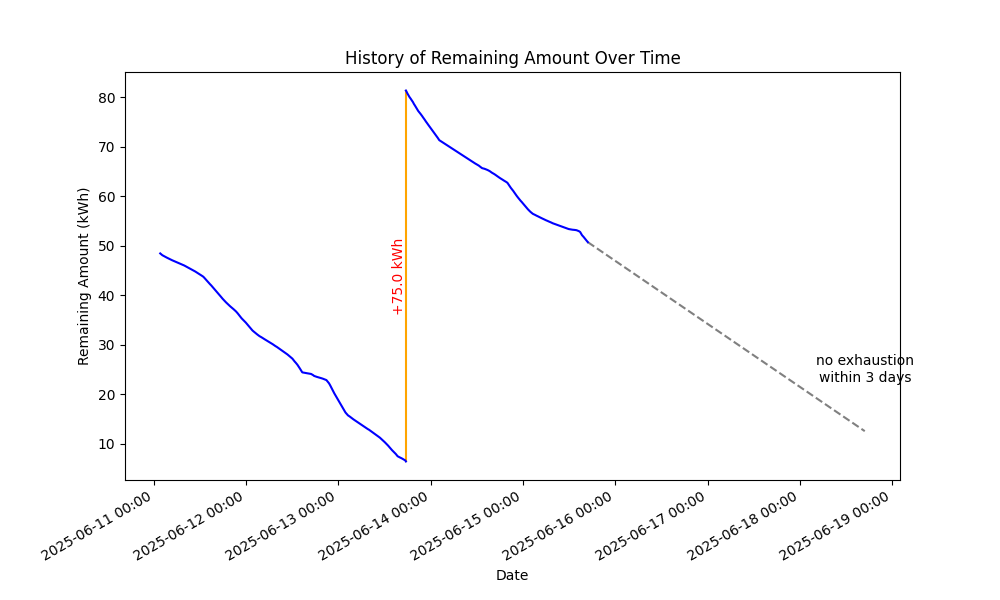 History of Remaining Amount Over Time
Remaining Amount (kWh)
80
70
60
50
40
30
20
10
+75.0 kWh
no exhaustion
within 3 days
2025-06-11 00:00
2025-06-12 00:00
2025-06-13 00:00
2025-06-14 00:00
2025-06-15 00:00
2025-06-16 00:00
2025-06-17 00:00
2025-06-18 00:00
2025-06-19 00:00
Date